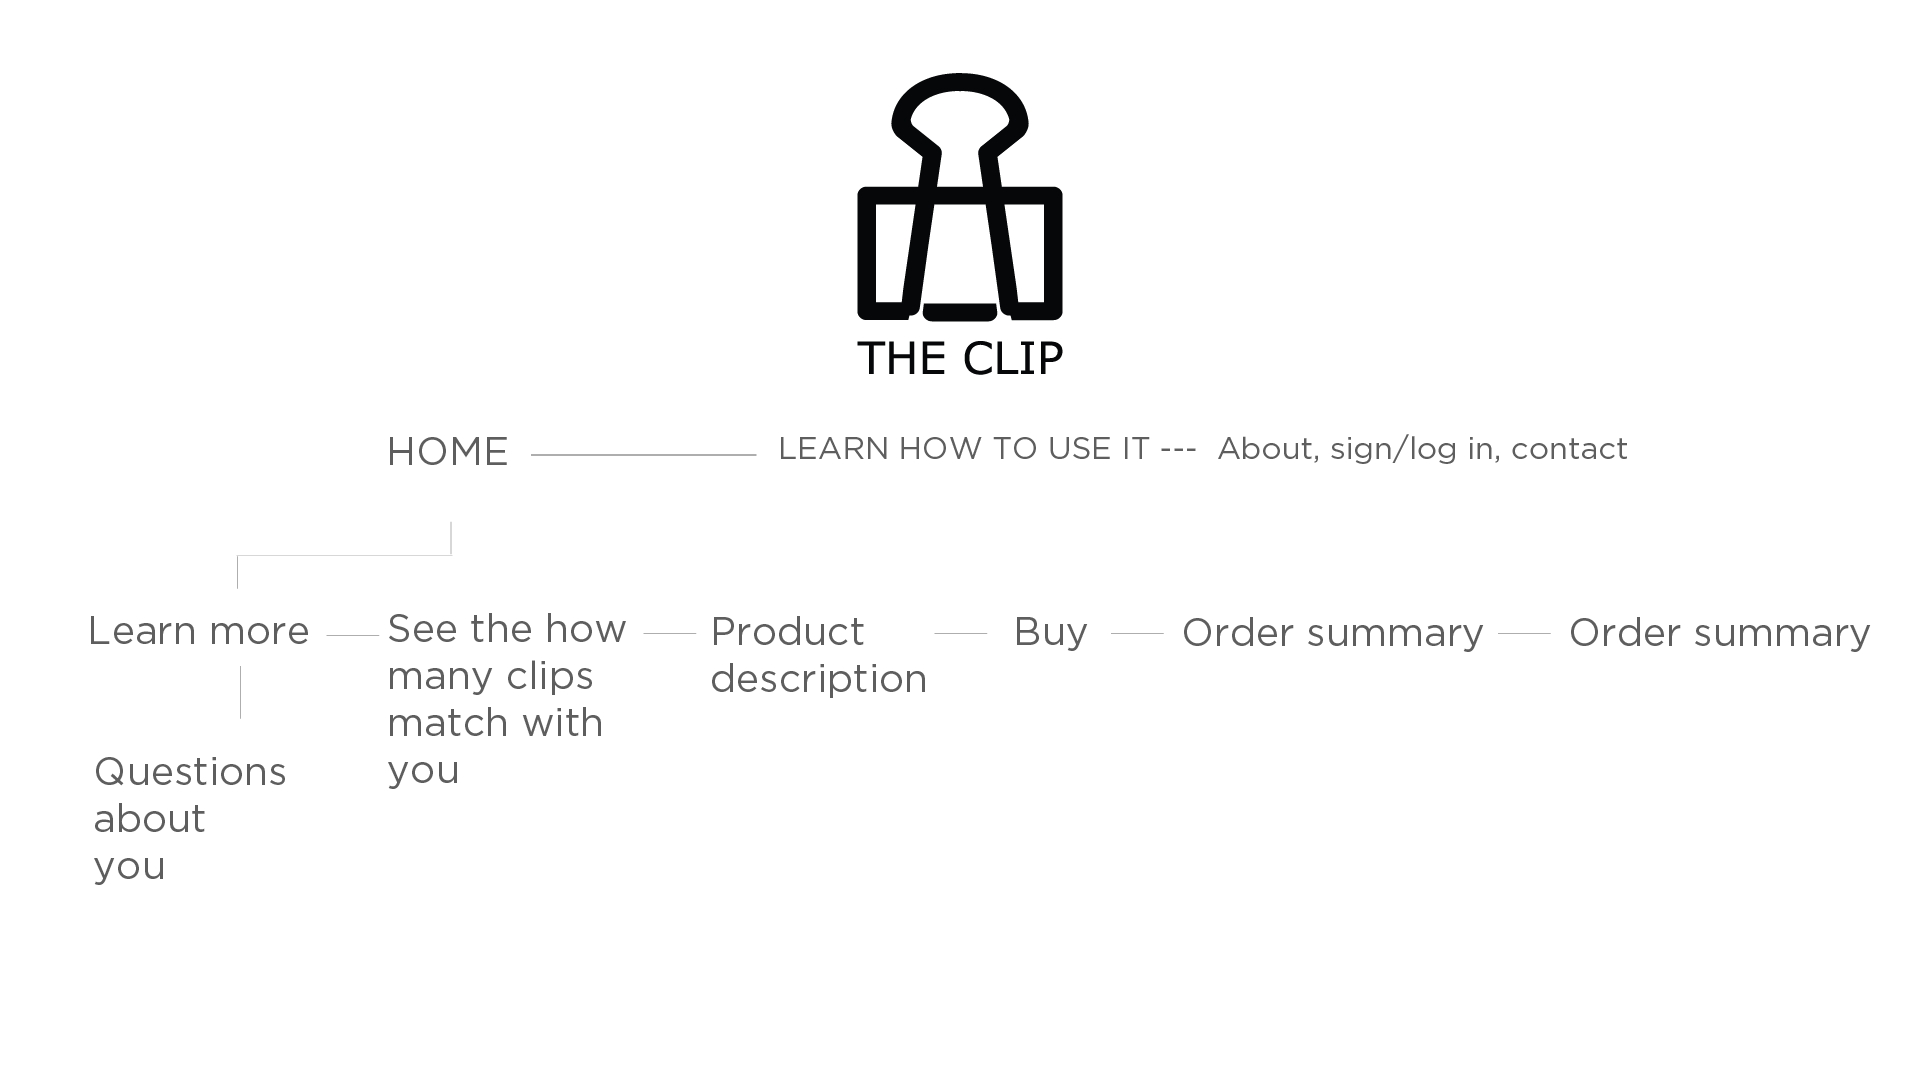 THE CLIP
HOME
LEARN HOW TO USE IT --- About, sign/log in, contact
Learn more
See the how
many clips
match with
you
Product
description
Buy
Order summary
Order summary
Questions
about
you